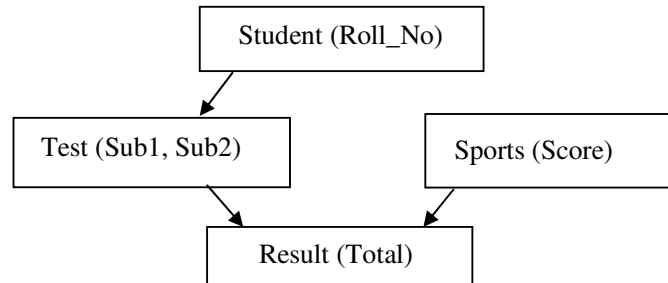 Student (Roll_No)
Test (Sub1, Sub2)
Sports (Score)
Result (Total)